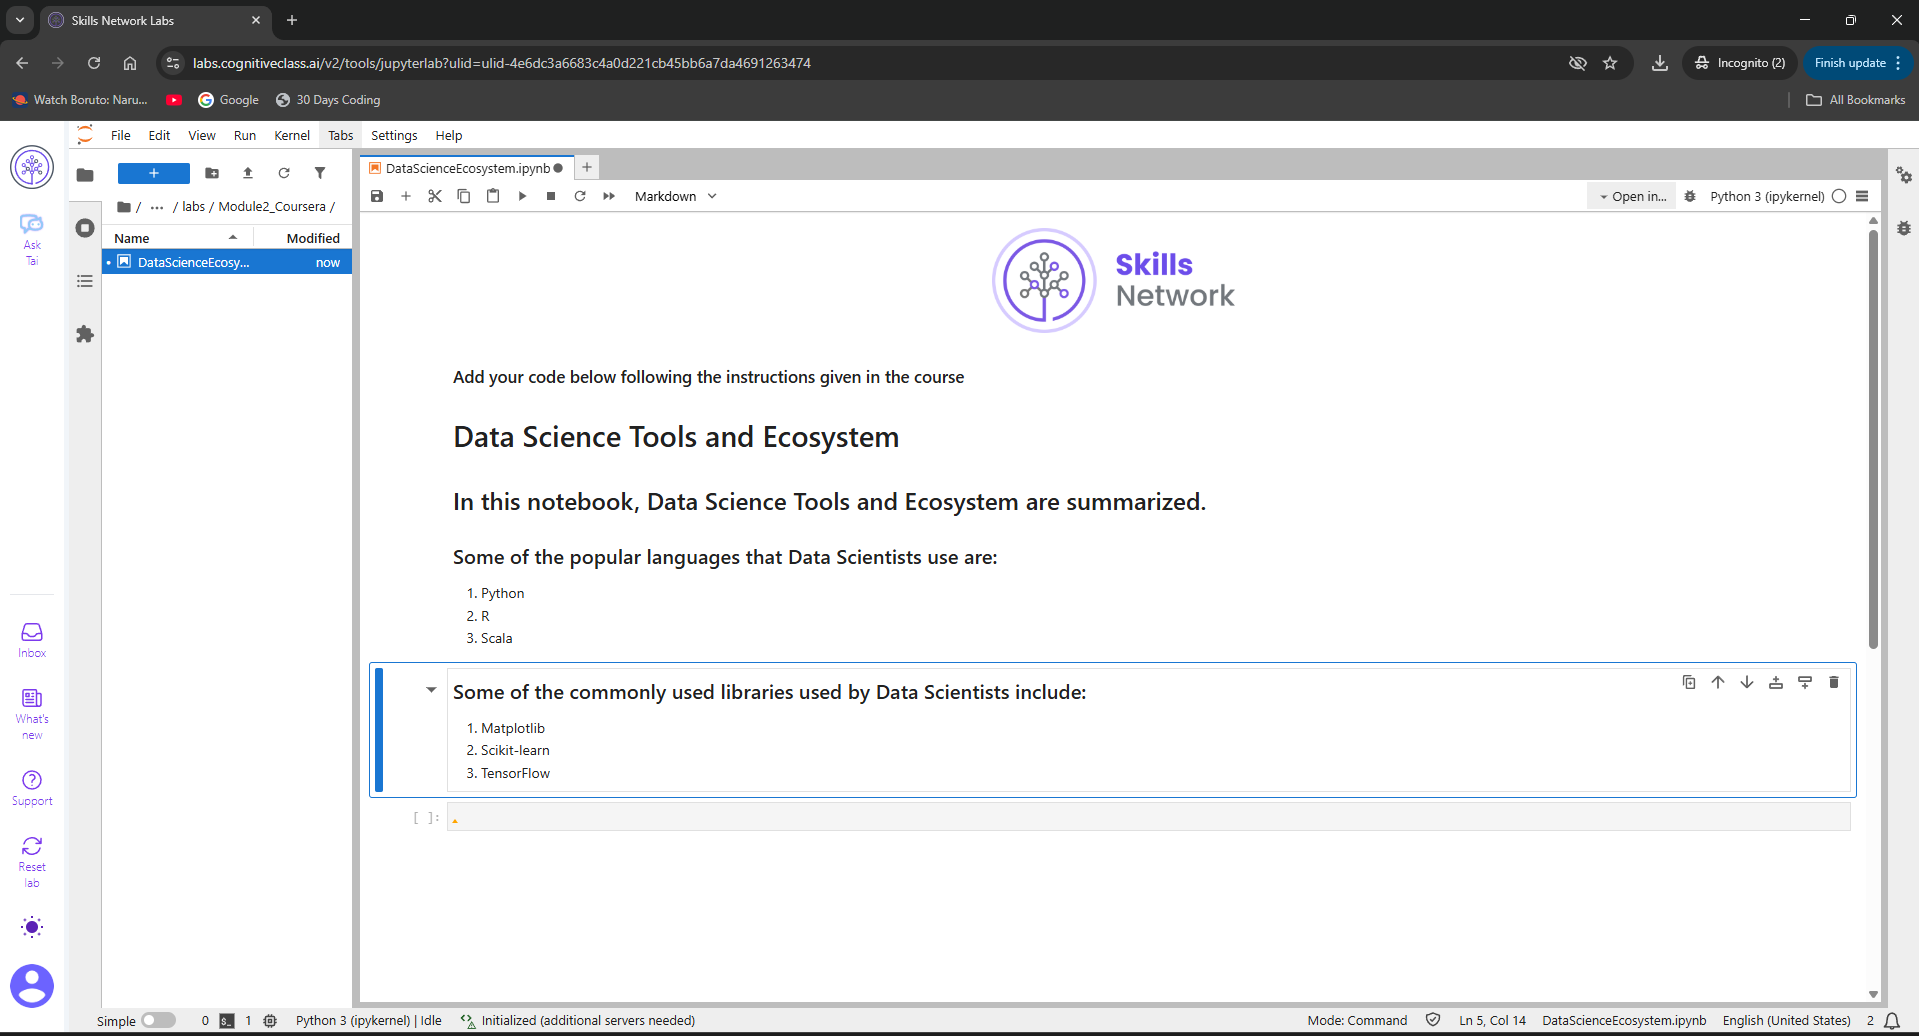 Skills Network Labs
labs.cognitiveclass.ai/v2/tools/jupyterlab?ulid=ulid-4e6dc3a6683c4a0d221cb45bb6a7da4691263474
Incognito (2)
Finish update
Watch Boruto: Naru...
Google
30 Days Coding
All Bookmarks
File Edit View Run Kernel Tabs Settings Help
DataScienceEcosystem.ipynb
Markdown
Open in...
Python 3 (ipykernel)
/ ... / labs / Module2_Coursera /
Name Modified
DataScienceEcosy... now
Ask
Tai
Skills
Network
Add your code below following the instructions given in the course
Data Science Tools and Ecosystem
In this notebook, Data Science Tools and Ecosystem are summarized.
Some of the popular languages that Data Scientists use are:
1. Python
2. R
3. Scala
Some of the commonly used libraries used by Data Scientists include:
1. Matplotlib
2. Scikit-learn
3. TensorFlow
[ ]:
Inbox
What's
new
Support
Reset
lab
Simple 0 1 Python 3 (ipykernel) | Idle Initialized (additional servers needed) Mode: Command Ln 5, Col 14 DataScienceEcosystem.ipynb English (United States) 2